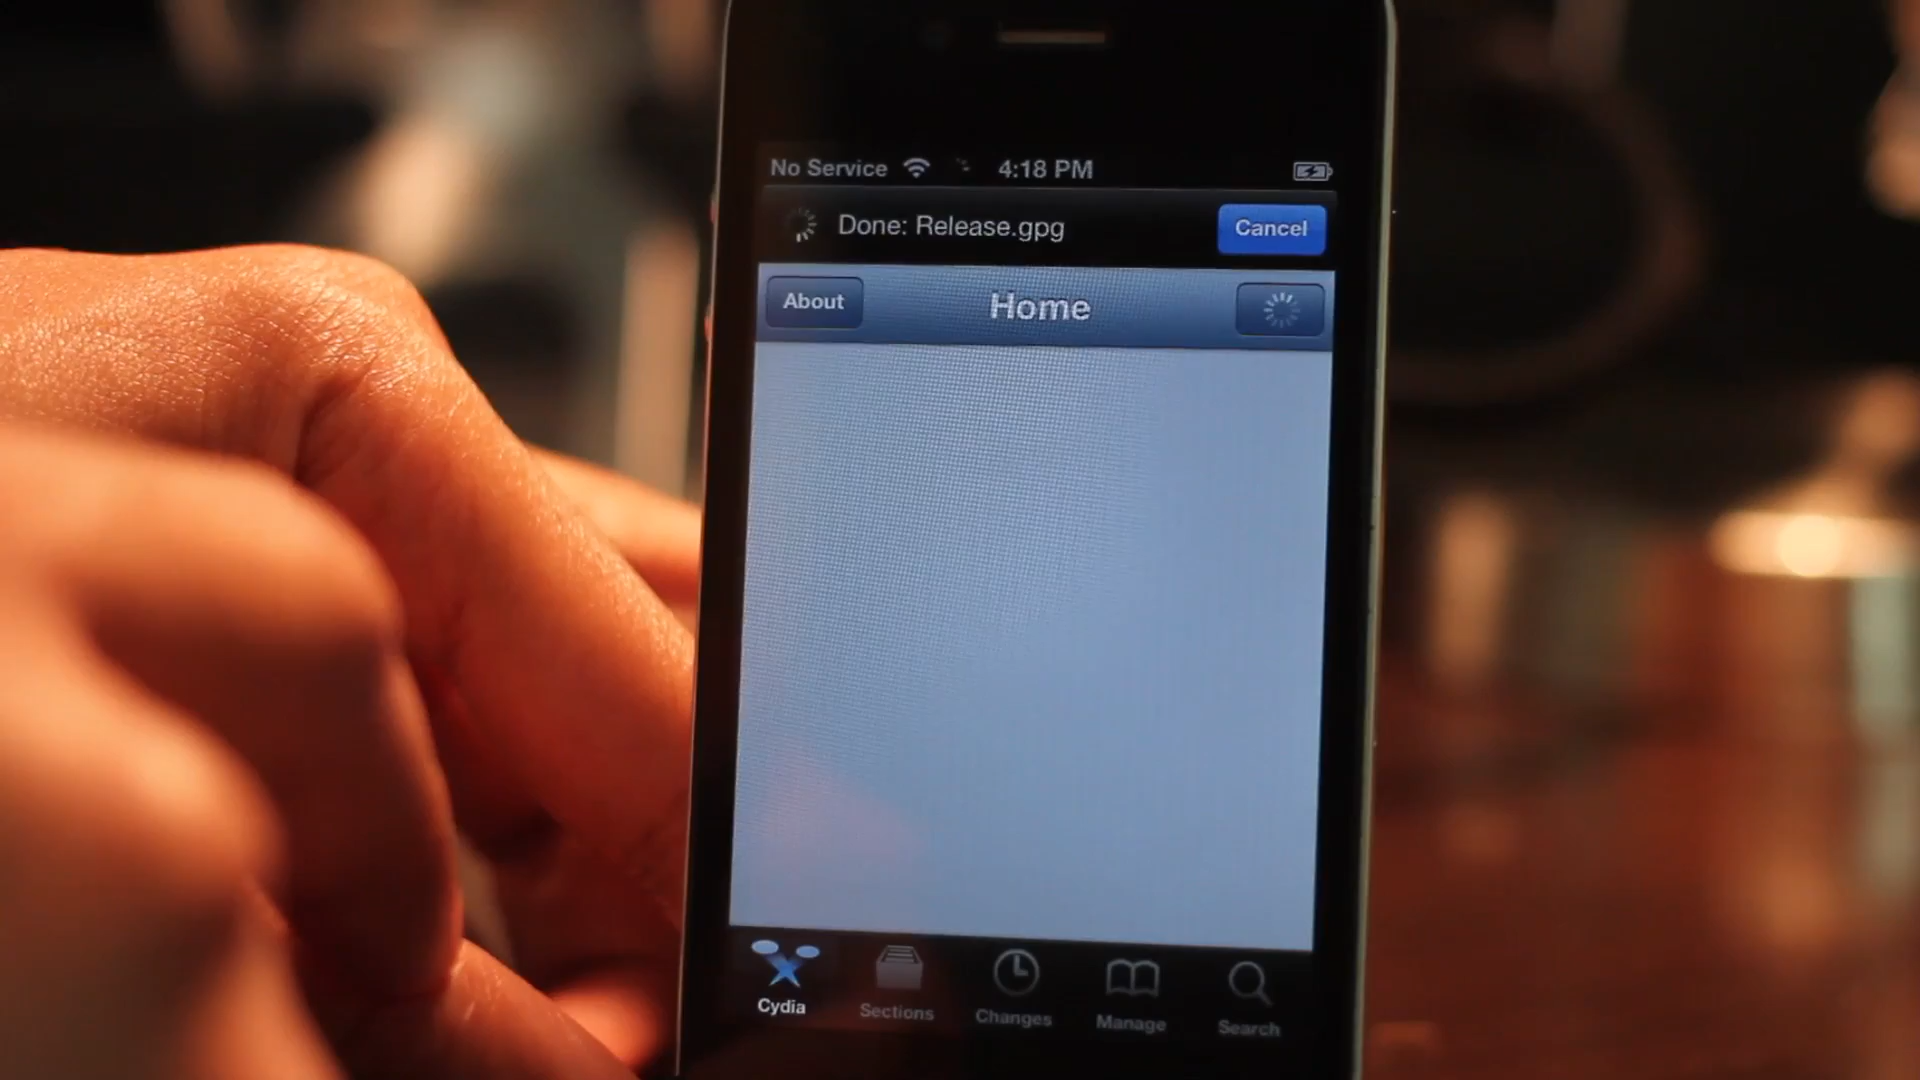 No Service 4:18 PM
Done: Release.gpg Cancel
About Home
Cydia Sections Changes Manage Search